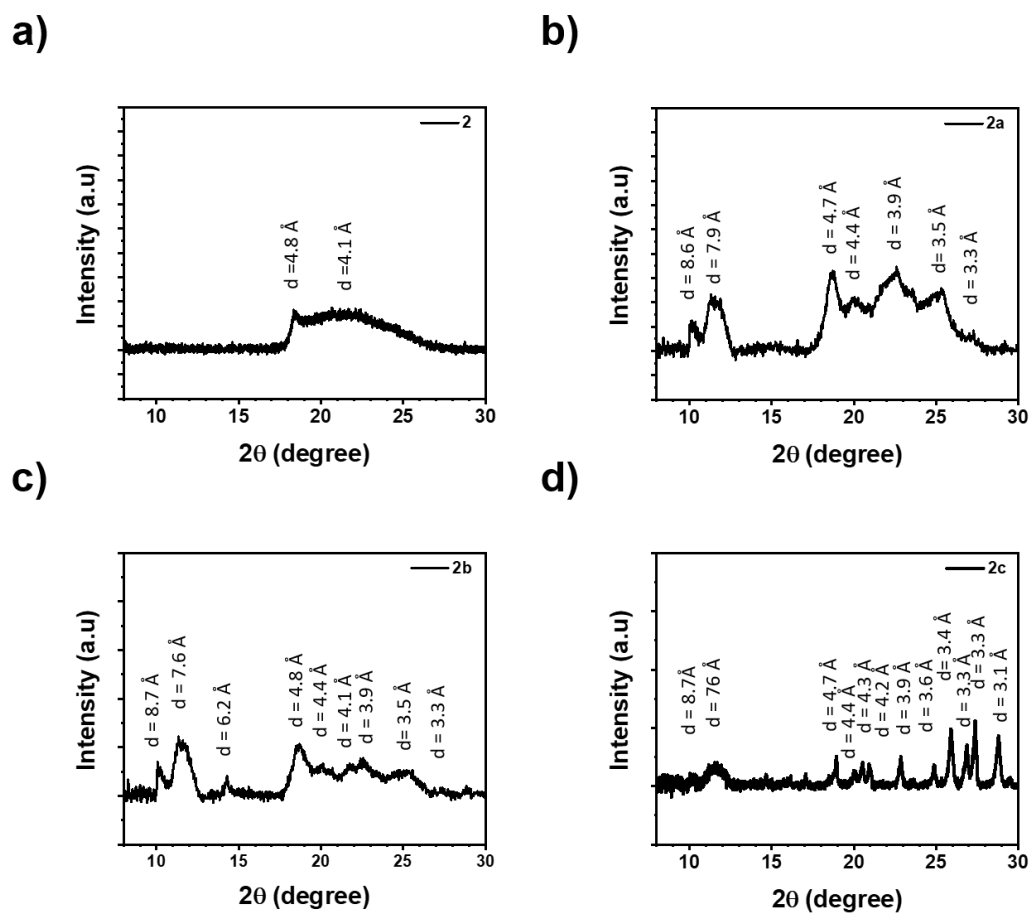 a)
2
d =4.8 Å
d =4.1 Å
Intensity (a.u)
10 15 20 25 30
2θ (degree)
b)
2a
d = 8.6 Å
d = 7.9 Å
d = 4.7 Å
d = 4.4 Å
d = 3.9 Å
d= 3.5 Å
d = 3.3 Å
Intensity (a.u)
10 15 20 25 30
2θ (degree)
c)
2b
d = 8.7 Å
d = 7.6 Å
d = 6.2 Å
d = 4.8 Å
d = 4.4 Å
d = 4.1 Å
d = 3.9 Å
d = 3.5 Å
d = 3.3 Å
Intensity (a.u)
10 15 20 25 30
2θ (degree)
d)
2c
d = 8.7Å
d = 76 Å
d = 4.7 Å
d = 4.4 Å
d = 4.3 Å
d = 4.2 Å
d = 3.9 Å
d = 3.6 Å
d= 3.4 Å
d = 3.3 Å
d = 3.3 Å
d = 3.1 Å
Intensity (a.u)
10 15 20 25 30
2θ (degree)